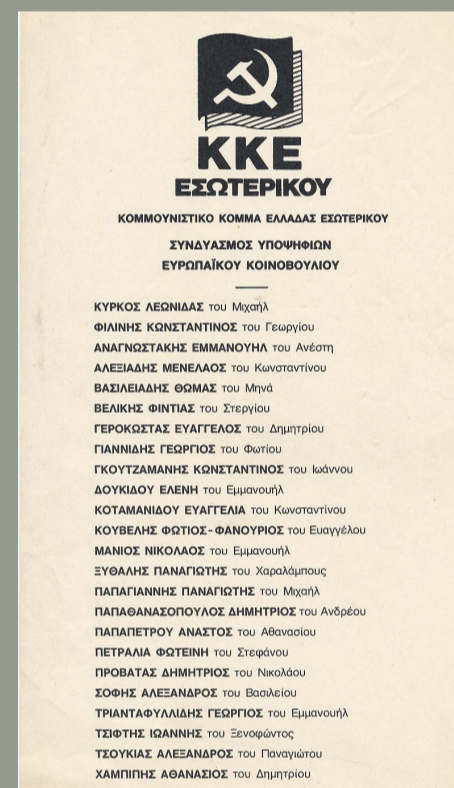 ΚΚΕ
ΕΣΩΤΕΡΙΚΟΥ
ΚΟΜΜΟΥΝΙΣΤΙΚΟ ΚΟΜΜΑ ΕΛΛΑΔΑΣ ΕΣΩΤΕΡΙΚΟΥ
ΣΥΝΔΥΑΣΜΟΣ ΥΠΟΨΗΦΙΩΝ
ΕΥΡΩΠΑΪΚΟΥ ΚΟΙΝΟΒΟΥΛΙΟΥ
ΚΥΡΚΟΣ ΛΕΩΝΙΔΑΣ του Μιχαήλ
ΦΙΛΙΝΗΣ ΚΩΝΣΤΑΝΤΙΝΟΣ του Γεωργίου
ΑΝΑΓΝΩΣΤΑΚΗΣ ΕΜΜΑΝΟΥΗΛ του Ανέστη
ΑΛΕΞΙΑΔΗΣ ΜΕΝΕΛΑΟΣ του Κωνσταντίνου
ΒΑΣΙΛΕΙΑΔΗΣ ΘΩΜΑΣ του Μηνά
ΒΕΛΙΚΗΣ ΦΙΝΤΙΑΣ του Στεργίου
ΓΕΡΟΚΩΣΤΑΣ ΕΥΑΓΓΕΛΟΣ του Δημητρίου
ΓΙΑΝΝΙΔΗΣ ΓΕΩΡΓΙΟΣ του Φωτίου
ΓΚΟΥΤΖΑΜΑΝΗΣ ΚΩΝΣΤΑΝΤΙΝΟΣ του Ιωάννου
ΔΟΥΚΙΔΟΥ ΕΛΕΝΗ του Εμμανουήλ
ΚΟΤΑΜΑΝΙΔΟΥ ΕΥΑΓΓΕΛΙΑ του Κωνσταντίνου
ΚΟΥΒΕΛΗΣ ΦΩΤΙΟΣ-ΦΑΝΟΥΡΙΟΣ του Ευαγγέλου
ΜΑΝΙΟΣ ΝΙΚΟΛΑΟΣ του Εμμανουήλ
ΞΥΘΑΛΗΣ ΠΑΝΑΓΙΩΤΗΣ του Χαραλάμπους
ΠΑΠΑΓΙΑΝΝΗΣ ΠΑΝΑΓΙΩΤΗΣ του Μιχαήλ
ΠΑΠΑΘΑΝΑΣΟΠΟΥΛΟΣ ΔΗΜΗΤΡΙΟΣ του Ανδρέου
ΠΑΠΑΠΕΤΡΟΥ ΑΝΑΣΤΟΣ του Αθανασίου
ΠΕΤΡΑΛΙΑ ΦΩΤΕΙΝΗ του Στεφάνου
ΠΡΟΒΑΤΑΣ ΔΗΜΗΤΡΙΟΣ του Νικολάου
ΣΟΦΗΣ ΑΛΕΞΑΝΔΡΟΣ του Βασιλείου
ΤΡΙΑΝΤΑΦΥΛΛΙΔΗΣ ΓΕΩΡΓΙΟΣ του Εμμανουήλ
ΤΣΙΦΤΗΣ ΙΩΑΝΝΗΣ του Ξενοφώντος
ΤΣΟΥΚΙΑΣ ΑΛΕΞΑΝΔΡΟΣ του Παναγιώτου
ΧΑΜΠΙΠΗΣ ΑΘΑΝΑΣΙΟΣ του Δημητρίου